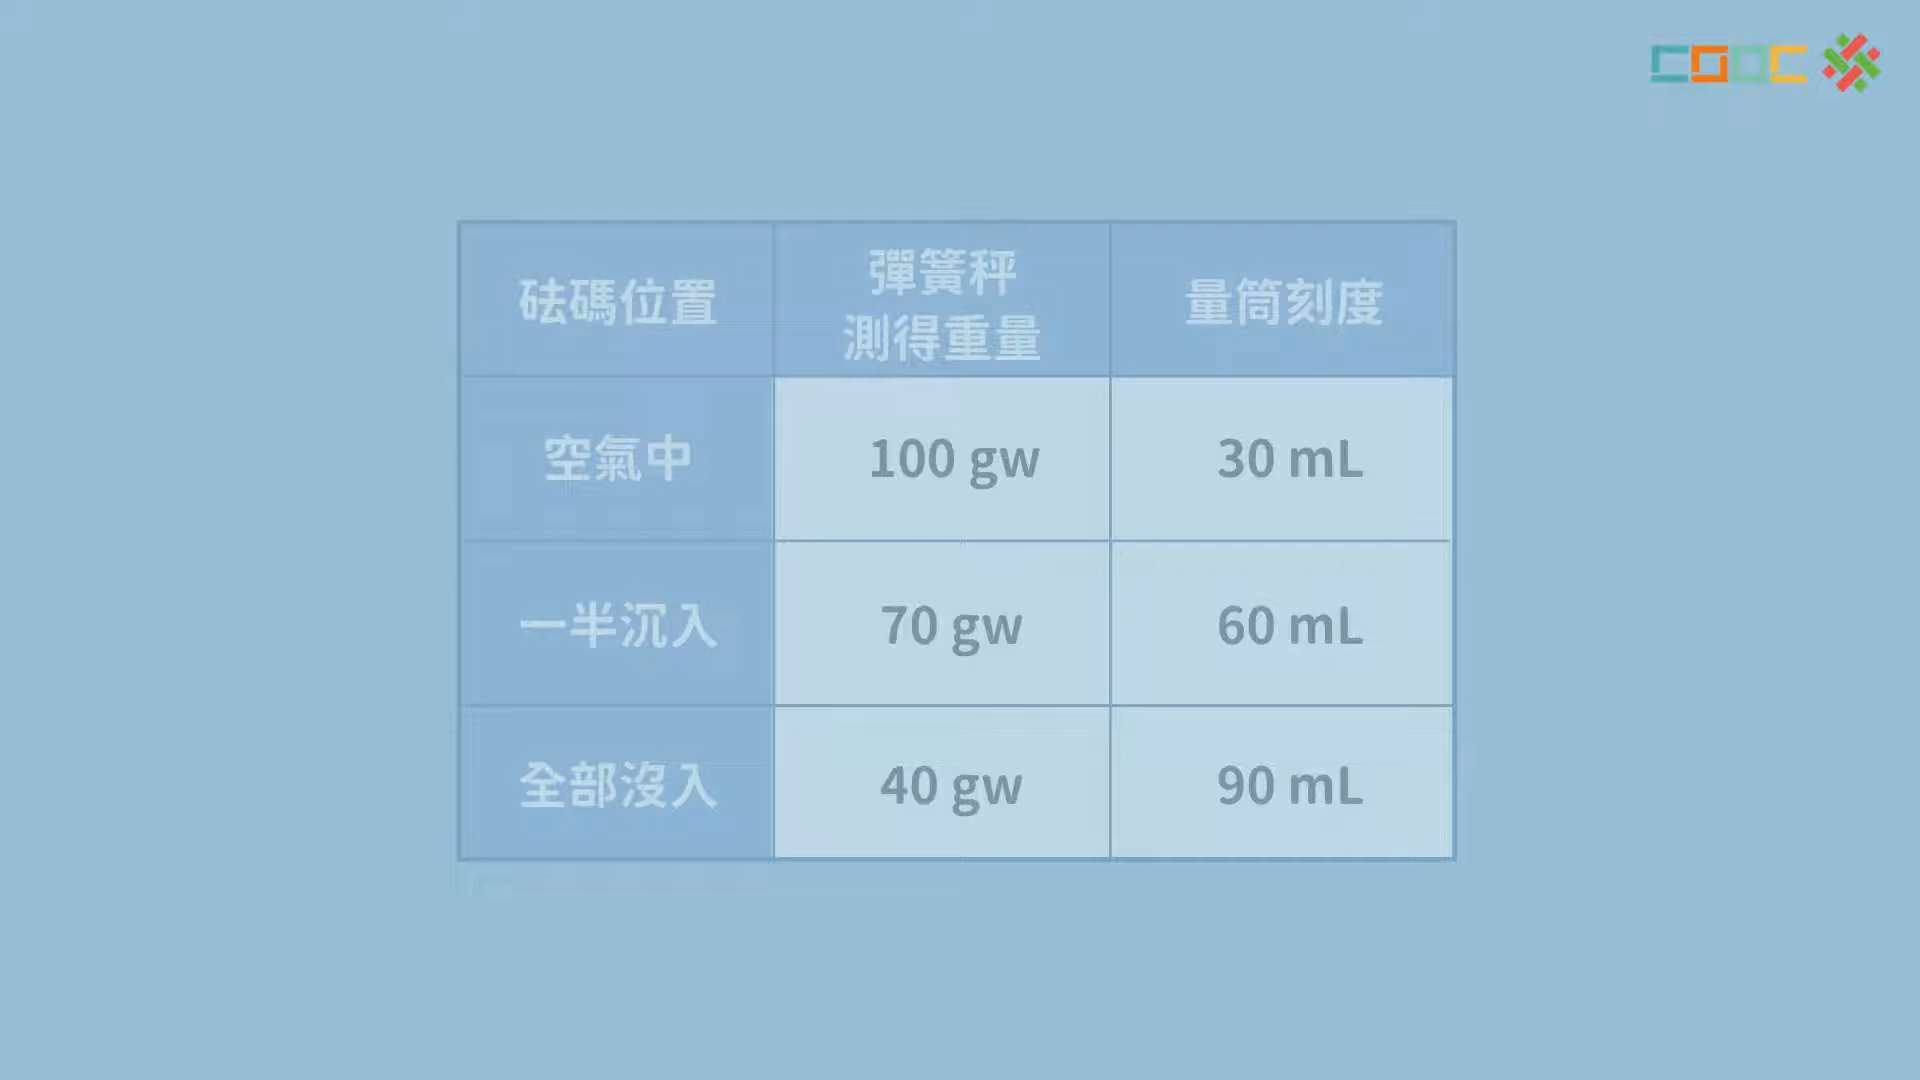 COOC
砝碼位置
彈簧秤
測得重量
量筒刻度
空氣中
100 gw
30 mL
一半沉入
70 gw
60 mL
全部沒入
40 gw
90 mL